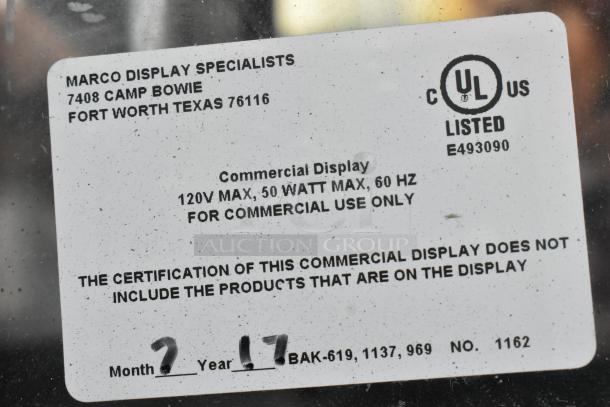 MARCO DISPLAY SPECIALISTS
7408 CAMP BOWIE
FORT WORTH TEXAS 76116
C UL US
LISTED
E493090
Commercial Display
120V MAX, 50 WATT MAX, 60 HZ
FOR COMMERCIAL USE ONLY
AUCTION GROUP
THE CERTIFICATION OF THIS COMMERCIAL DISPLAY DOES NOT
INCLUDE THE PRODUCTS THAT ARE ON THE DISPLAY
Month 7 Year 17 BAK-619, 1137, 969 NO. 1162